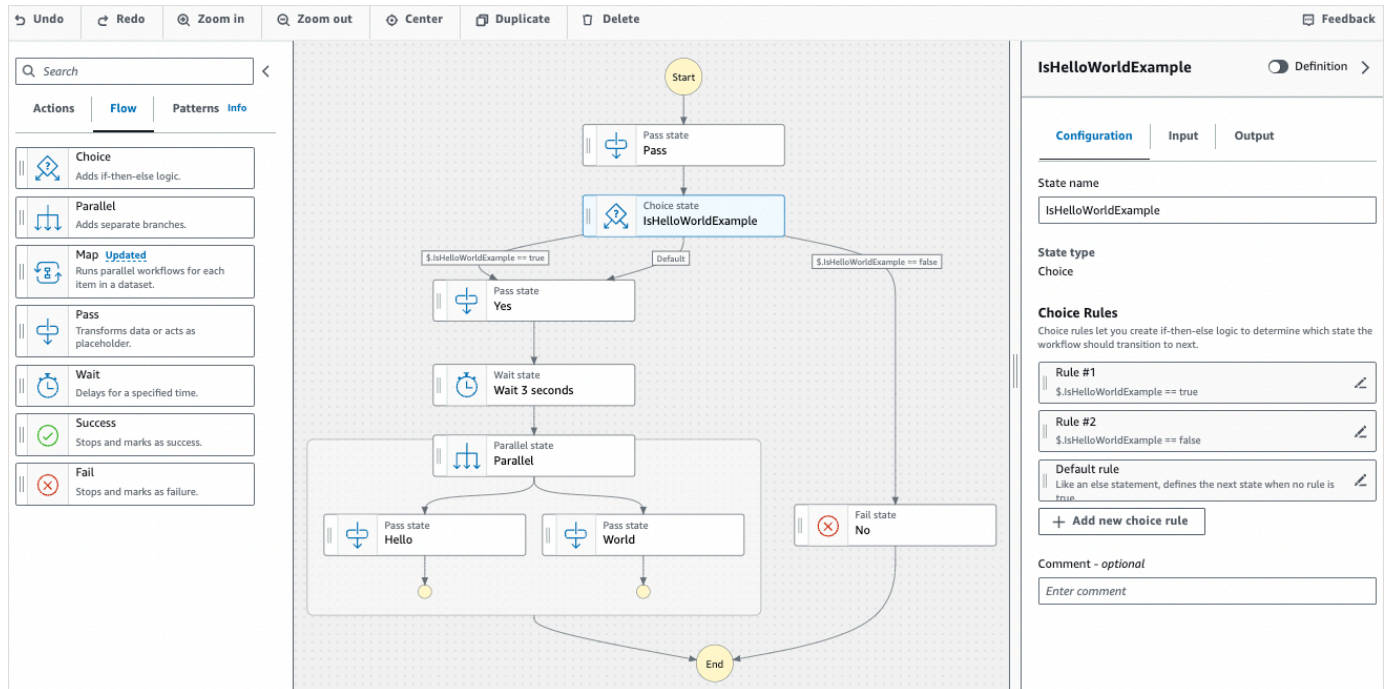 Undo
Redo
Zoom in
Zoom out
Center
Duplicate
Delete
Feedback
Search
Actions
Flow
Patterns
Info
Choice
Adds if-then-else logic.
Parallel
Adds separate branches.
Map Updated
Runs parallel workflows for each
item in a dataset.
Pass
Transforms data or acts as
placeholder.
Wait
Delays for a specified time.
Success
Stops and marks as success.
Fail
Stops and marks as failure.
Start
Pass state
Pass
Choice state
IsHelloWorldExample
$.IsHelloWorldExample == true
Default
$.IsHelloWorldExample == false
Pass state
Yes
Wait state
Wait 3 seconds
Parallel state
Parallel
Pass state
Hello
Pass state
World
Fail state
No
End
IsHelloWorldExample
Definition
Configuration
Input
Output
State name
IsHelloWorldExample
State type
Choice
Choice Rules
Choice rules let you create if-then-else logic to determine which state the
workflow should transition to next.
Rule #1
$.IsHelloWorldExample == true
Rule #2
$.IsHelloWorldExample == false
Default rule
Like an else statement, defines the next state when no rule is
true
Add new choice rule
Comment - optional
Enter comment